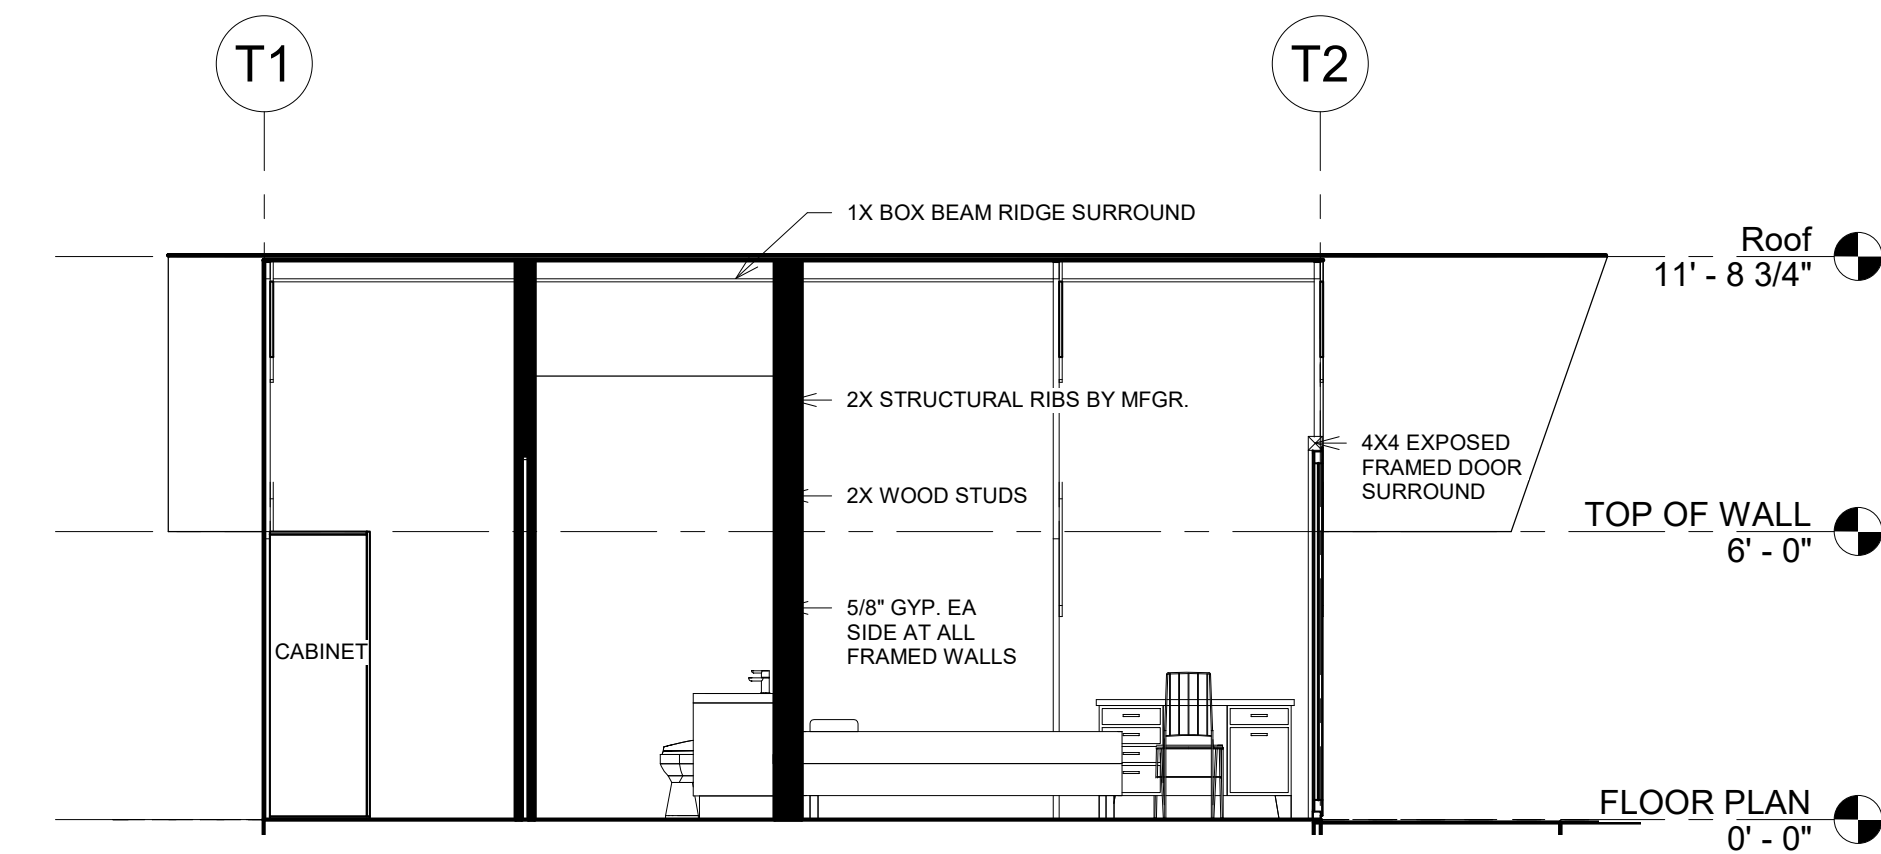 T1
T2
1X BOX BEAM RIDGE SURROUND
Roof
11' - 8 3/4"
2X STRUCTURAL RIBS BY MFGR.
4X4 EXPOSED
FRAMED DOOR
SURROUND
2X WOOD STUDS
TOP OF WALL
6' - 0"
5/8" GYP. EA
SIDE AT ALL
FRAMED WALLS
CABINET
FLOOR PLAN
0' - 0"